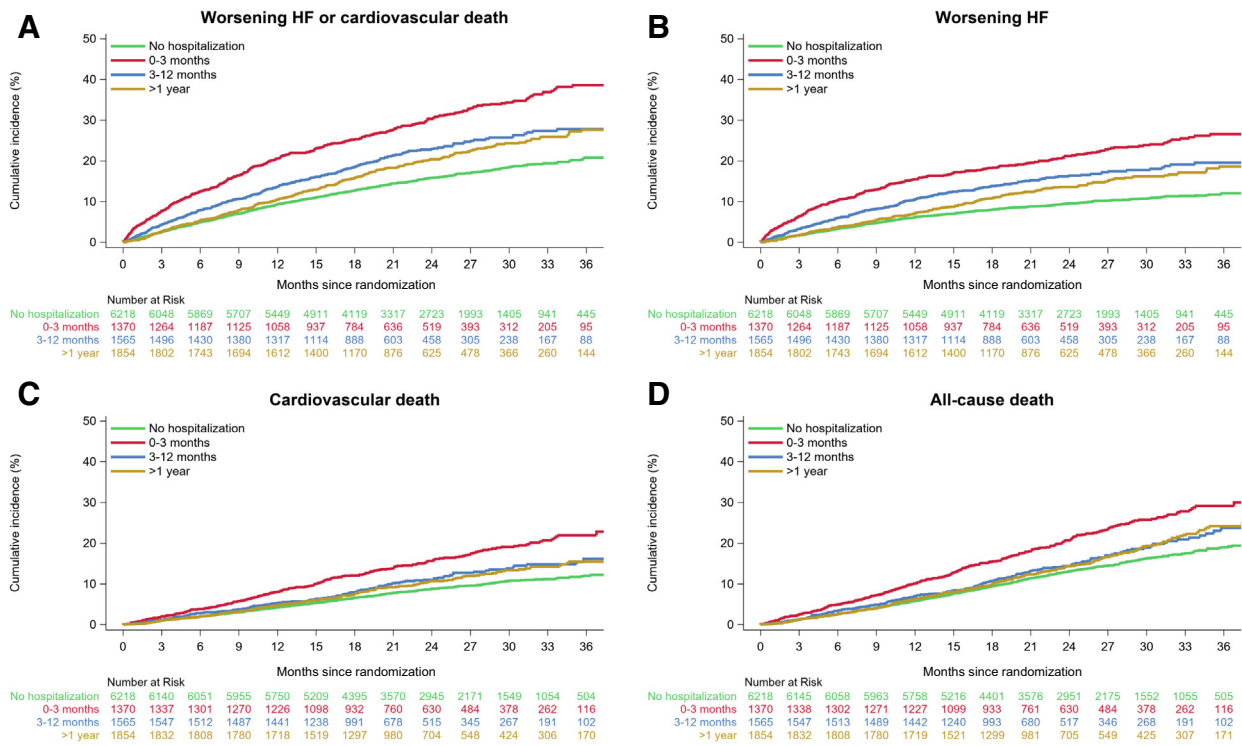 A
Worsening HF or cardiovascular death
Cumulative incidence (%)
50
40
30
20
10
0
No hospitalization
0-3 months
3-12 months
>1 year
0 3 6 9 12 15 18 21 24 27 30 33 36
Months since randomization
Number at Risk
No hospitalization 6218 6048 5869 5707 5449 4911 4119 3317 2723 1993 1405 941 445
0-3 months 1370 1264 1187 1125 1058 937 784 636 519 393 312 205 95
3-12 months 1565 1496 1430 1380 1317 1114 888 603 458 305 238 167 88
>1 year 1854 1802 1743 1694 1612 1400 1170 876 625 478 366 260 144
B
Worsening HF
Cumulative incidence (%)
50
40
30
20
10
0
No hospitalization
0-3 months
3-12 months
>1 year
0 3 6 9 12 15 18 21 24 27 30 33 36
Months since randomization
Number at Risk
No hospitalization 6218 6048 5869 5707 5449 4911 4119 3317 2723 1993 1405 941 445
0-3 months 1370 1264 1187 1125 1058 937 784 636 519 393 312 205 95
3-12 months 1565 1496 1430 1380 1317 1114 888 603 458 305 238 167 88
>1 year 1854 1802 1743 1694 1612 1400 1170 876 625 478 366 260 144
C
Cardiovascular death
Cumulative incidence (%)
50
40
30
20
10
0
No hospitalization
0-3 months
3-12 months
>1 year
0 3 6 9 12 15 18 21 24 27 30 33 36
Months since randomization
Number at Risk
No hospitalization 6218 6140 6051 5955 5750 5209 4395 3570 2945 2171 1549 1054 504
0-3 months 1370 1337 1301 1270 1226 1098 932 760 630 484 378 262 116
3-12 months 1565 1547 1512 1487 1441 1238 991 678 515 345 267 191 102
>1 year 1854 1832 1808 1780 1718 1519 1297 980 704 548 424 306 170
D
All-cause death
Cumulative incidence (%)
50
40
30
20
10
0
No hospitalization
0-3 months
3-12 months
>1 year
0 3 6 9 12 15 18 21 24 27 30 33 36
Months since randomization
Number at Risk
No hospitalization 6218 6145 6058 5963 5758 5216 4401 3576 2951 2175 1552 1055 505
0-3 months 1370 1338 1302 1271 1227 1099 933 761 630 484 378 262 116
3-12 months 1565 1547 1513 1489 1442 1240 993 680 517 346 268 191 102
>1 year 1854 1832 1808 1780 1719 1521 1299 981 705 549 425 307 171